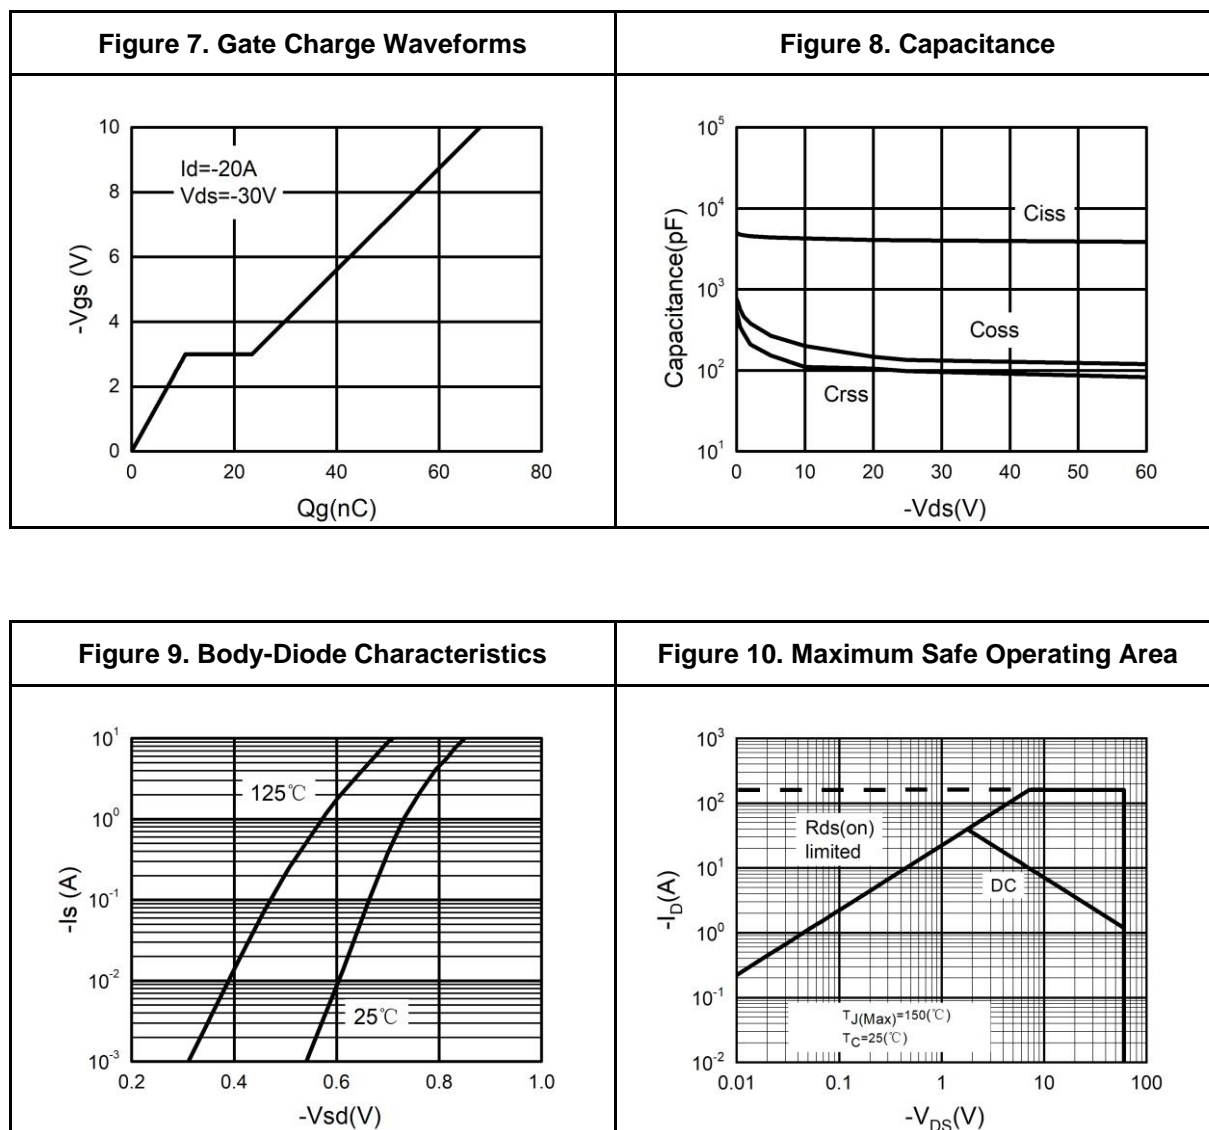 Figure 7. Gate Charge Waveforms
Figure 8. Capacitance
10
8
6
4
2
0
Id=-20A
Vds=-30V
-Vgs (V)
0 20 40 60 80
Qg(nC)
10⁵
10⁴
10³
10²
10¹
Capacitance(pF)
Ciss
Coss
Crss
0 10 20 30 40 50 60
-Vds(V)
Figure 9. Body-Diode Characteristics
Figure 10. Maximum Safe Operating Area
10¹
10⁰
10⁻¹
10⁻²
10⁻³
-Is (A)
125℃
25℃
0.2 0.4 0.6 0.8 1.0
-Vsd(V)
10³
10²
10¹
10⁰
10⁻¹
10⁻²
-I_D(A)
Rds(on)
limited
DC
T_J(Max)=150(℃)
T_C=25(℃)
0.01 0.1 1 10 100
-V_DS(V)